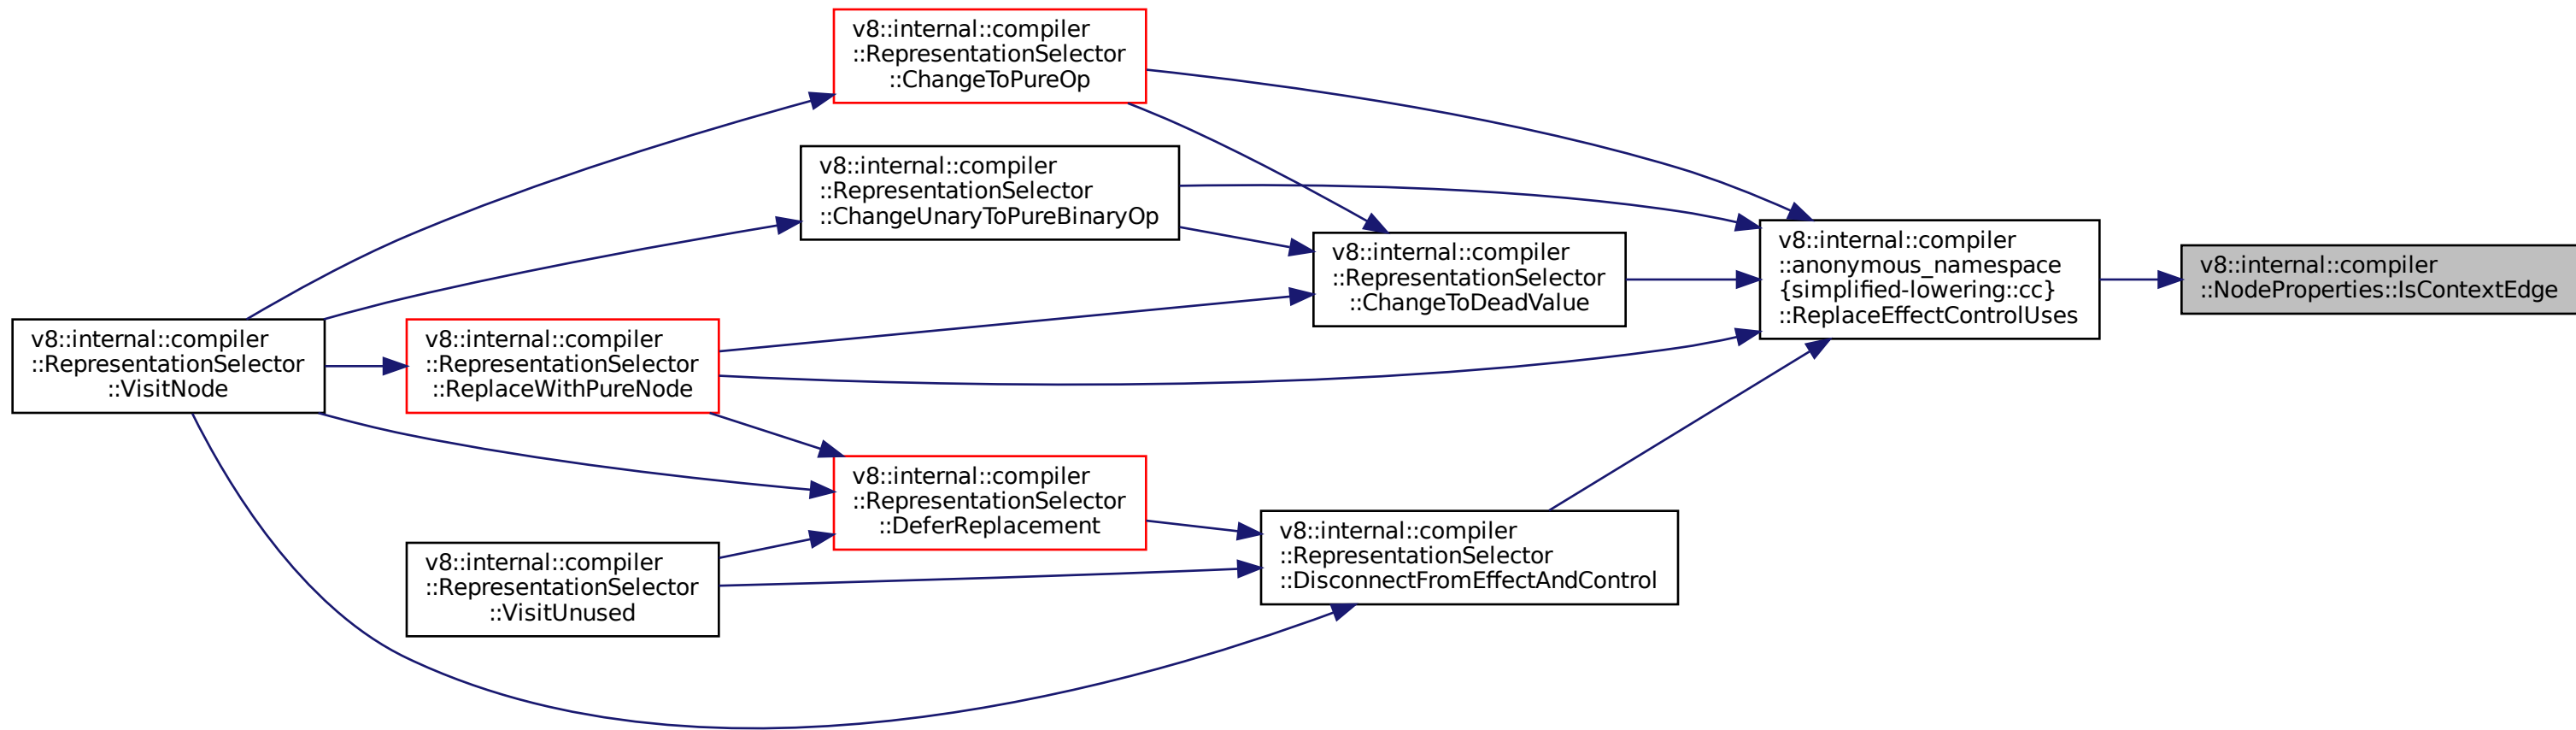 v8::internal::compiler
::RepresentationSelector
::ChangeToPureOp
v8::internal::compiler
::RepresentationSelector
::ChangeUnaryToPureBinaryOp
v8::internal::compiler
::RepresentationSelector
::ChangeToDeadValue
v8::internal::compiler
::anonymous_namespace
{simplified-lowering::cc}
::ReplaceEffectControlUses
v8::internal::compiler
::NodeProperties::IsContextEdge
v8::internal::compiler
::RepresentationSelector
::VisitNode
v8::internal::compiler
::RepresentationSelector
::ReplaceWithPureNode
v8::internal::compiler
::RepresentationSelector
::DeferReplacement
v8::internal::compiler
::RepresentationSelector
::DisconnectFromEffectAndControl
v8::internal::compiler
::RepresentationSelector
::VisitUnused